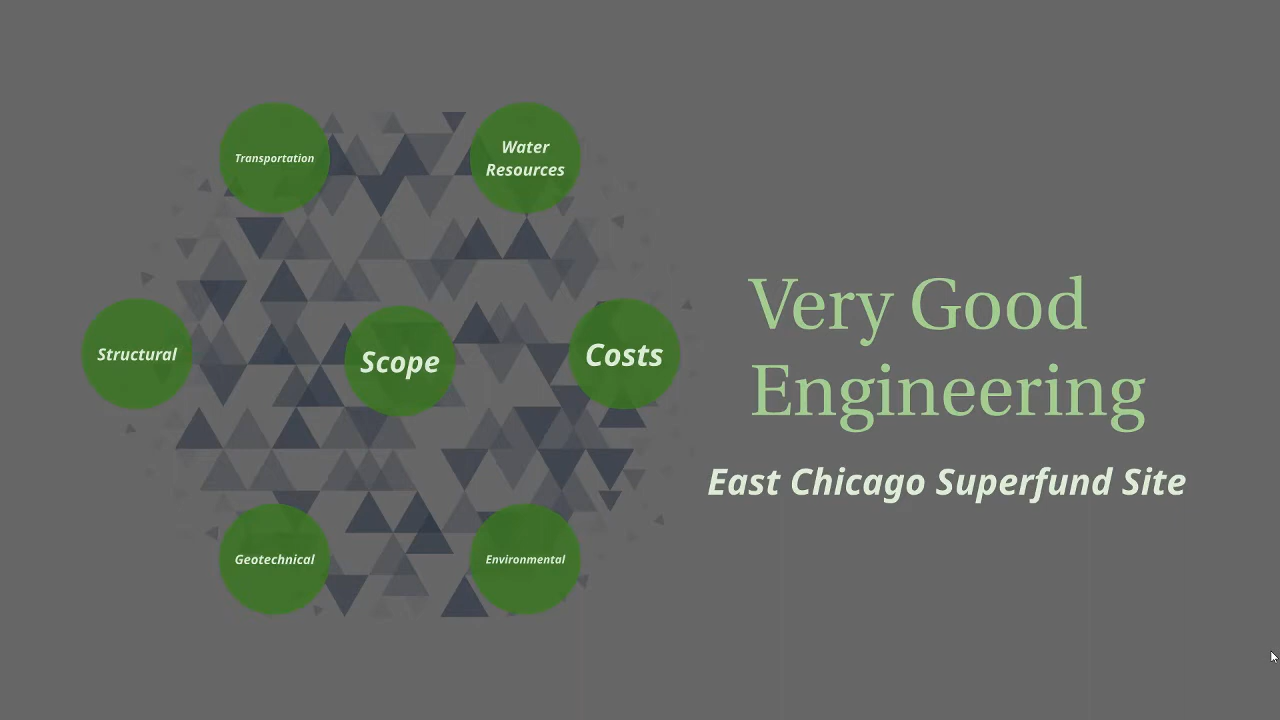 Transportation
Water
Resources
Structural
Scope
Costs
Geotechnical
Environmental
Very Good
Engineering
East Chicago Superfund Site